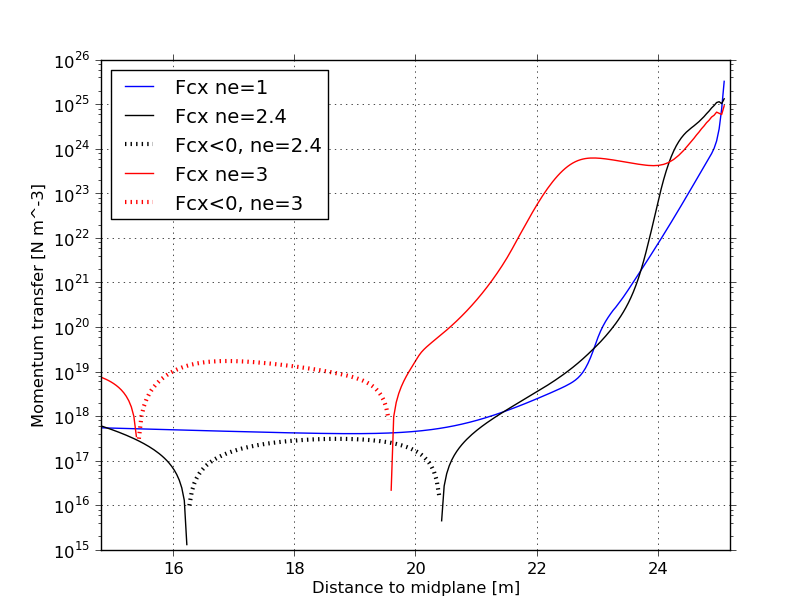 Fcx ne=1
Fcx ne=2.4
Fcx<0, ne=2.4
Fcx ne=3
Fcx<0, ne=3
10^26
10^25
10^24
10^23
10^22
10^21
10^20
10^19
10^18
10^17
10^16
10^15
Momentum transfer [N m^-3]
16 18 20 22 24
Distance to midplane [m]